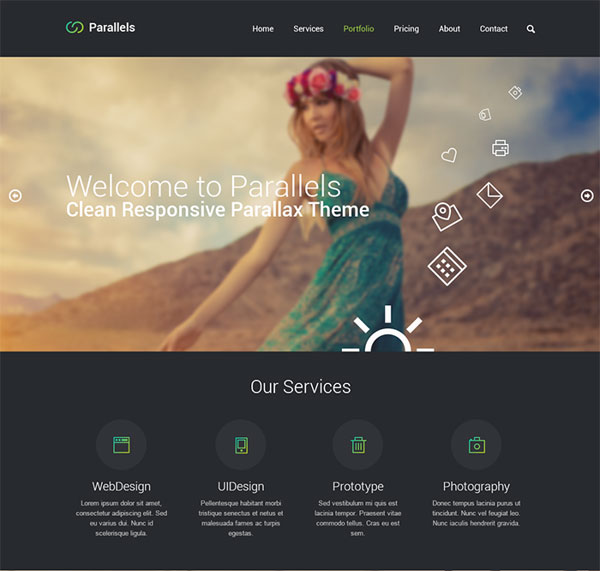 Parallels
Home Services Portfolio Pricing About Contact
Welcome to Parallels
Clean Responsive Parallax Theme
Our Services
WebDesign
Lorem ipsum dolor sit amet,
consectetur adipiscing elit. Sed
eu varius dui. Nunc id
scelerisque ligula.
UIDesign
Pellentesque habitant morbi
tristique senectus et netus et
malesuada fames ac turpis
egestas.
Prototype
Sed vestibulum mi quis est
lacinia tempor. Praesent vitae
commodo tellus. Cras eu est
sem.
Photography
Donec tempus lacinia purus ut
tincidunt. Nunc vel feugiat leo.
Nunc iaculis hendrerit gravida.